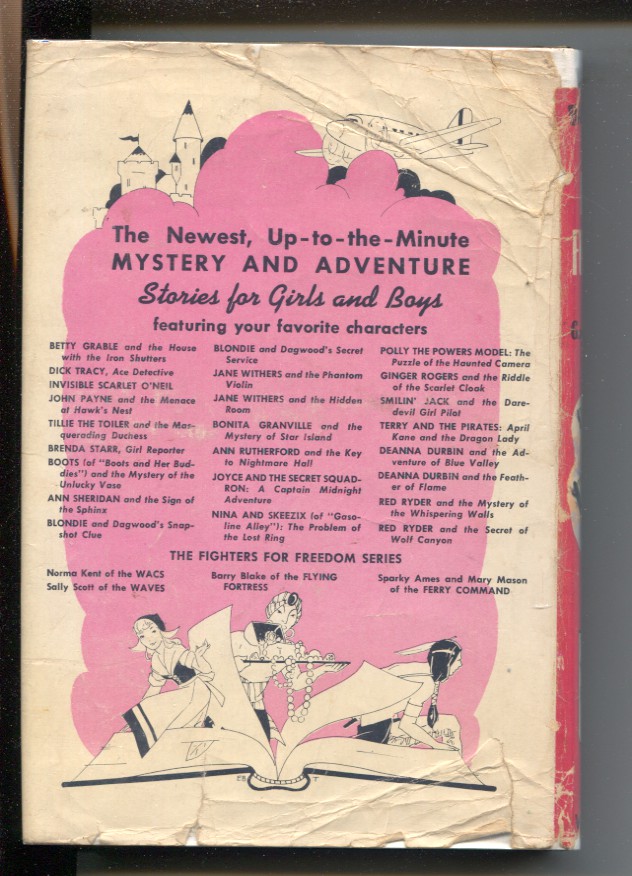 The Newest, Up-to-the-Minute
MYSTERY AND ADVENTURE
Stories for Girls and Boys
featuring your favorite characters
BETTY GRABLE and the House
with the Iron Shutters
DICK TRACY, Ace Detective
INVISIBLE SCARLET O'NEIL
JOHN PAYNE and the Menace
at Hawk's Nest
TILLIE THE TOILER and the Mas-
querading Duchess
BRENDA STARR, Girl Reporter
BOOTS (of "Boots and Her Bud-
dies") and the Mystery of the
Unlucky Vase
ANN SHERIDAN and the Sign of
the Sphinx
BLONDIE and Dagwood's Snap-
shot Clue
BLONDIE and Dagwood's Secret
Service
JANE WITHERS and the Phantom
Violin
JANE WITHERS and the Hidden
Room
BONITA GRANVILLE and the
Mystery of Star Island
ANN RUTHERFORD and the Key
to Nightmare Hall
JOYCE AND THE SECRET SQUAD-
RON: A Captain Midnight
Adventure
NINA AND SKEEZIX (of "Gaso-
line Alley"): The Problem of
the Lost Ring
POLLY THE POWERS MODEL: The
Puzzle of the Haunted Camera
GINGER ROGERS and the Riddle
of the Scarlet Cloak
SMILIN' JACK and the Dare-
devil Girl Pilot
TERRY AND THE PIRATES: April
Kane and the Dragon Lady
DEANNA DURBIN and the Ad-
venture of Blue Valley
DEANNA DURBIN and the Feath-
er of Flame
RED RYDER and the Mystery of
the Whispering Walls
RED RYDER and the Secret of
Wolf Canyon
THE FIGHTERS FOR FREEDOM SERIES
Norma Kent of the WACS
Sally Scott of the WAVES
Barry Blake of the FLYING
FORTRESS
Sparky Ames and Mary Mason
of the FERRY COMMAND